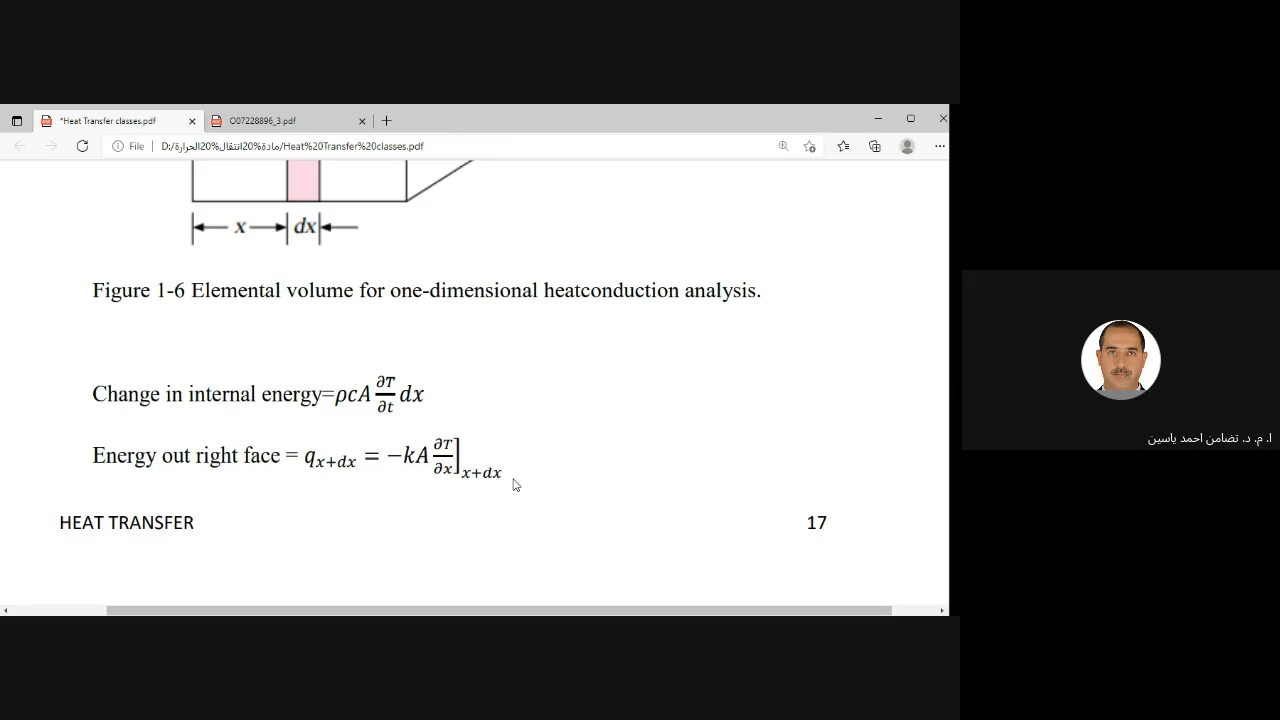 *Heat Transfer classes.pdf
O07228896_3.pdf
File
D:/مادة%20انتقال%20الحرارة/Heat%20Transfer%20classes.pdf
x
dx
Figure 1-6 Elemental volume for one-dimensional heatconduction analysis.
Change in internal energy=ρcA ∂T/∂t dx
Energy out right face = q_{x+dx} = −kA ∂T/∂x]_{x+dx}
HEAT TRANSFER
17
ا. م. د. تضامن احمد ياسين